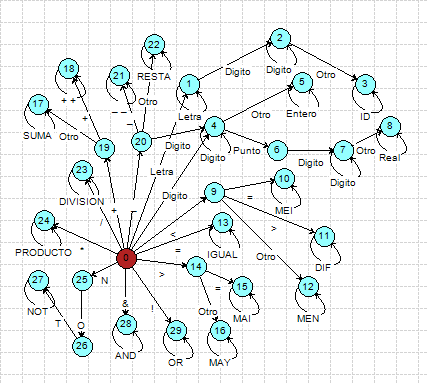 22
2
18
21
RESTA
Digito
Digito
Otro
5
3
17
+ +
1
Otro
– –
ID
+
–
Letra
Otro
Entero
SUMA
Otro
4
8
19
20
Digito
Digito
Punto
6
7
Otro
Real
Digito
23
Letra
Digito
10
DIVISION
Digito
9
=
MEI
+
–
24
/
<
13
>
11
PRODUCTO
*
0
=
IGUAL
Otro
DIF
27
25
N
>
14
=
15
12
NOT
T
O
&
!
Otro
MAI
MEN
26
28
29
16
AND
OR
MAY